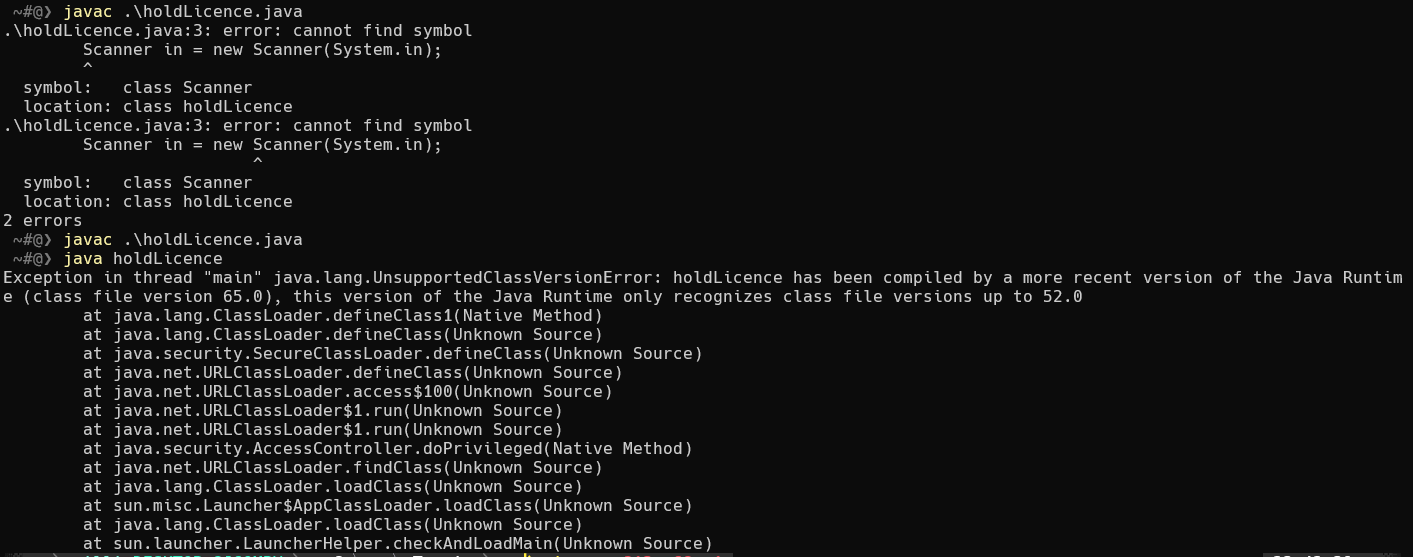 ~#@❯ javac .\holdLicence.java
.\holdLicence.java:3: error: cannot find symbol
        Scanner in = new Scanner(System.in);
        ^
  symbol:   class Scanner
  location: class holdLicence
.\holdLicence.java:3: error: cannot find symbol
        Scanner in = new Scanner(System.in);
                         ^
  symbol:   class Scanner
  location: class holdLicence
2 errors
~#@❯ javac .\holdLicence.java
~#@❯ java holdLicence
Exception in thread "main" java.lang.UnsupportedClassVersionError: holdLicence has been compiled by a more recent version of the Java Runtim
e (class file version 65.0), this version of the Java Runtime only recognizes class file versions up to 52.0
        at java.lang.ClassLoader.defineClass1(Native Method)
        at java.lang.ClassLoader.defineClass(Unknown Source)
        at java.security.SecureClassLoader.defineClass(Unknown Source)
        at java.net.URLClassLoader.defineClass(Unknown Source)
        at java.net.URLClassLoader.access$100(Unknown Source)
        at java.net.URLClassLoader$1.run(Unknown Source)
        at java.net.URLClassLoader$1.run(Unknown Source)
        at java.security.AccessController.doPrivileged(Native Method)
        at java.net.URLClassLoader.findClass(Unknown Source)
        at java.lang.ClassLoader.loadClass(Unknown Source)
        at sun.misc.Launcher$AppClassLoader.loadClass(Unknown Source)
        at java.lang.ClassLoader.loadClass(Unknown Source)
        at sun.launcher.LauncherHelper.checkAndLoadMain(Unknown Source)